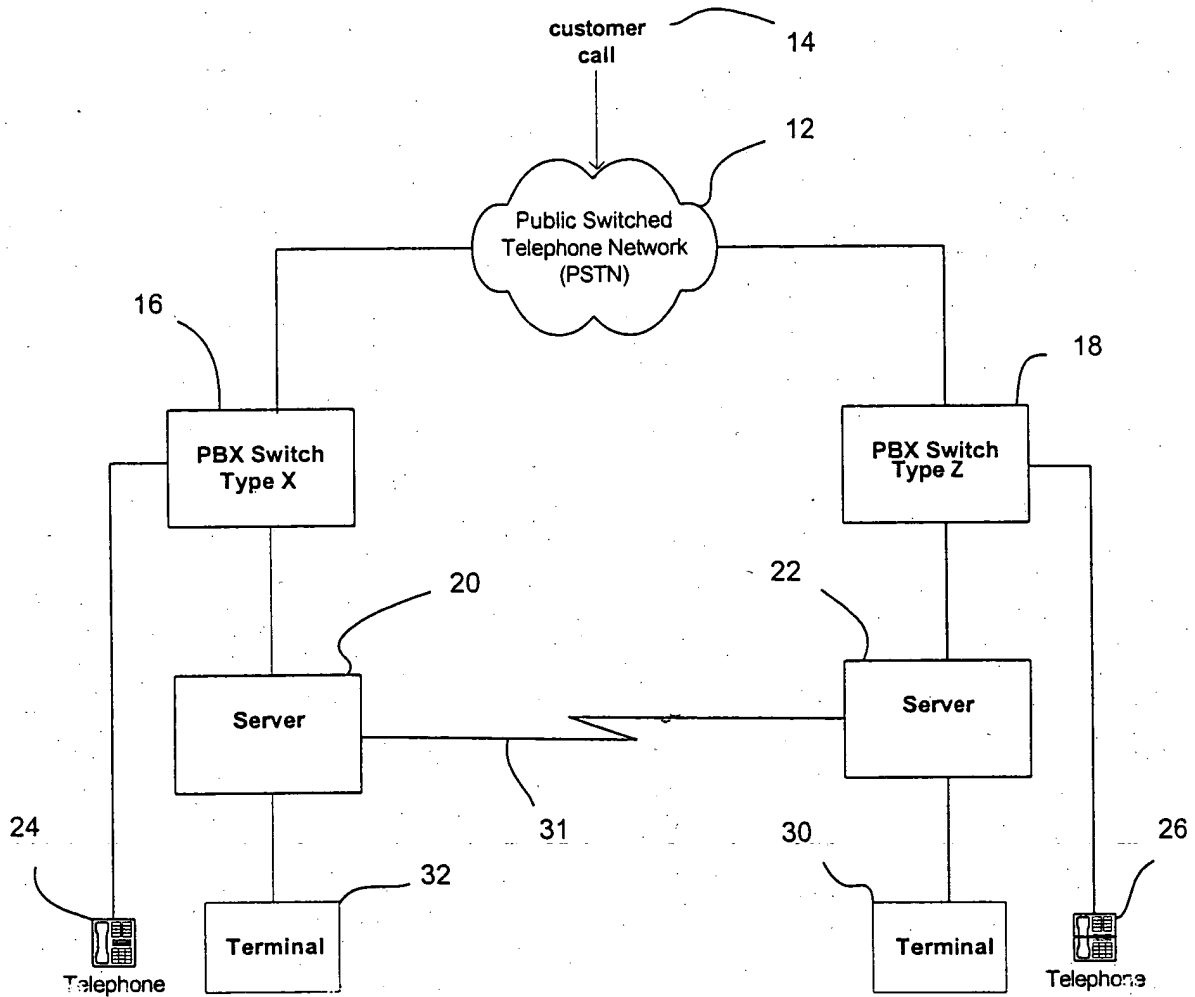 customer
call
14
12
Public Switched
Telephone Network
(PSTN)
16
18
PBX Switch
Type X
PBX Switch
Type Z
20
22
Server
Server
24
31
30
26
32
Terminal
Terminal
Telephone
Telephone